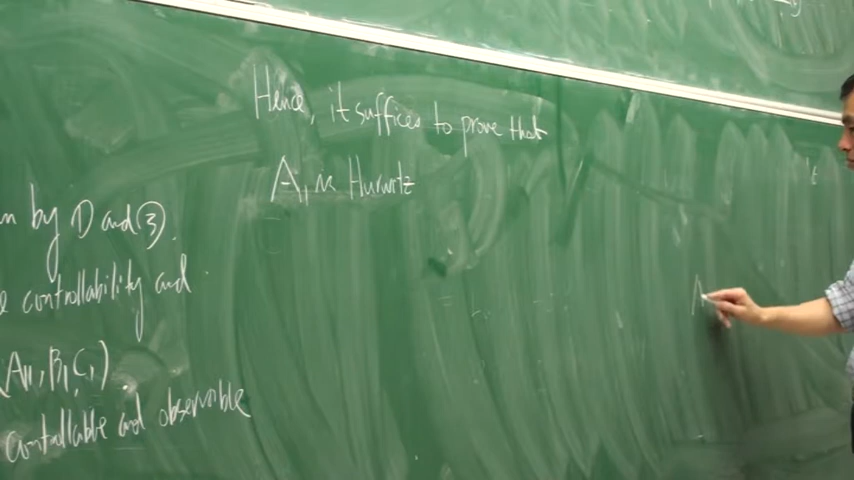 Hence, it suffices to prove that
A₁₁ is Hurwitz
by ① and ③.
controllability and
(A₁₁, B₁, C₁)
controllable and observable
A